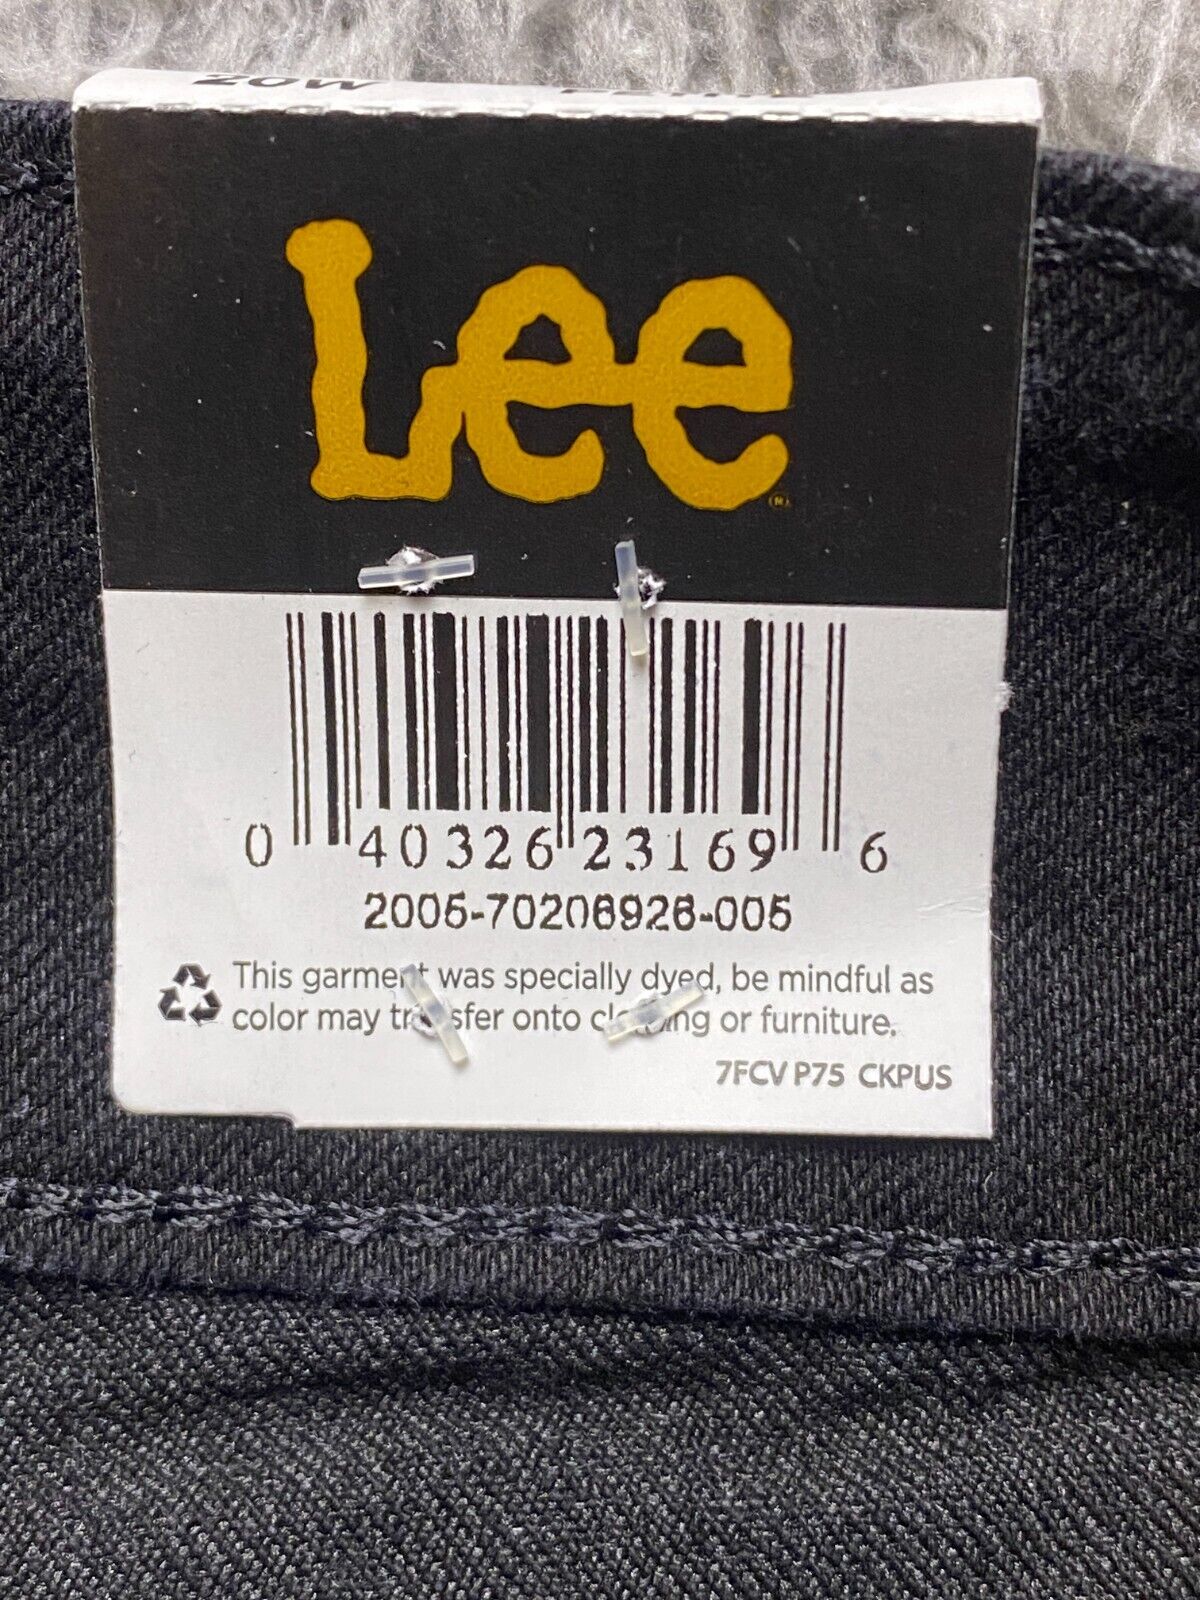 20W
Lee
0 40326 23169 6
2005-70206926-005
This garment was specially dyed, be mindful as
color may transfer onto clothing or furniture.
7FCV P75 CKPUS